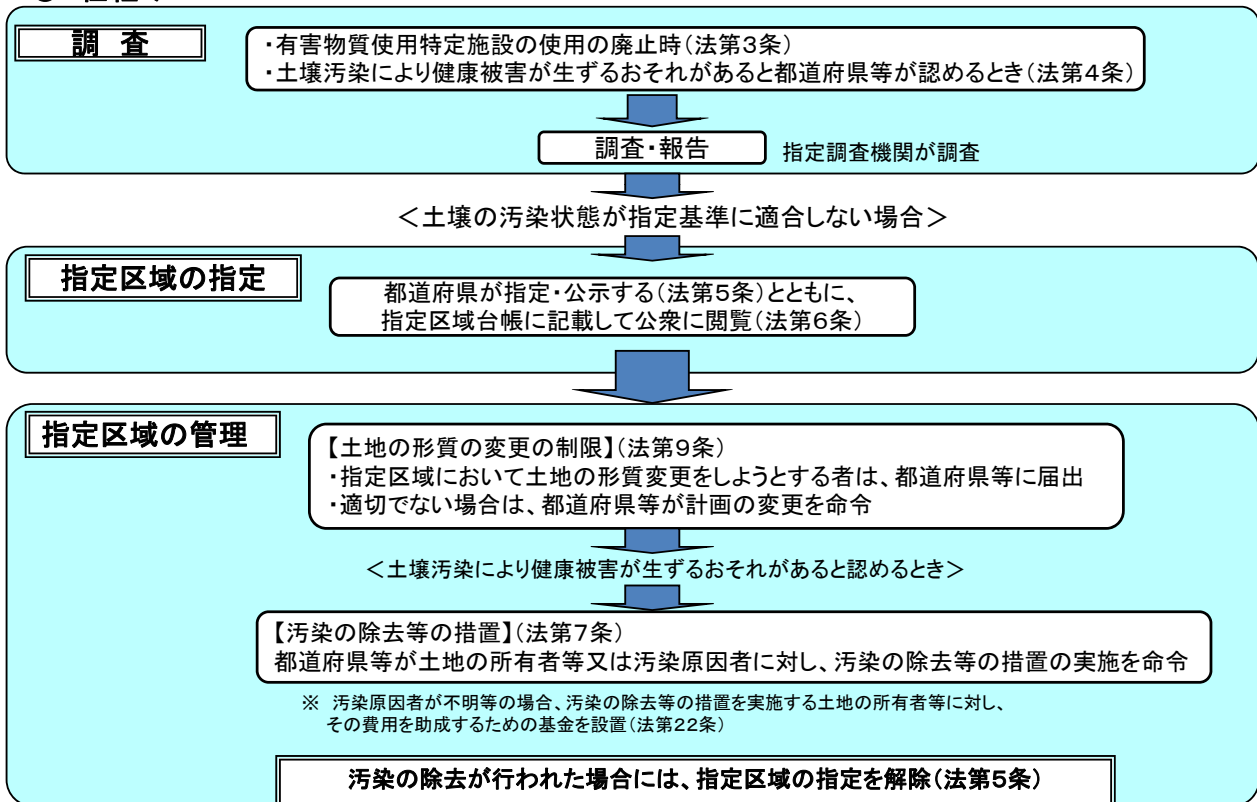 調 査
・有害物質使用特定施設の使用の廃止時(法第3条)
・土壌汚染により健康被害が生ずるおそれがあると都道府県等が認めるとき(法第4条)
調査・報告
指定調査機関が調査
＜土壌の汚染状態が指定基準に適合しない場合＞
指定区域の指定
都道府県が指定・公示する(法第5条)とともに、
指定区域台帳に記載して公衆に閲覧(法第6条)
指定区域の管理
【土地の形質の変更の制限】(法第9条)
・指定区域において土地の形質変更をしようとする者は、都道府県等に届出
・適切でない場合は、都道府県等が計画の変更を命令
＜土壌汚染により健康被害が生ずるおそれがあると認めるとき＞
【汚染の除去等の措置】(法第7条)
都道府県等が土地の所有者等又は汚染原因者に対し、汚染の除去等の措置の実施を命令
※ 汚染原因者が不明等の場合、汚染の除去等の措置を実施する土地の所有者等に対し、
その費用を助成するための基金を設置(法第22条)
汚染の除去が行われた場合には、指定区域の指定を解除(法第5条)